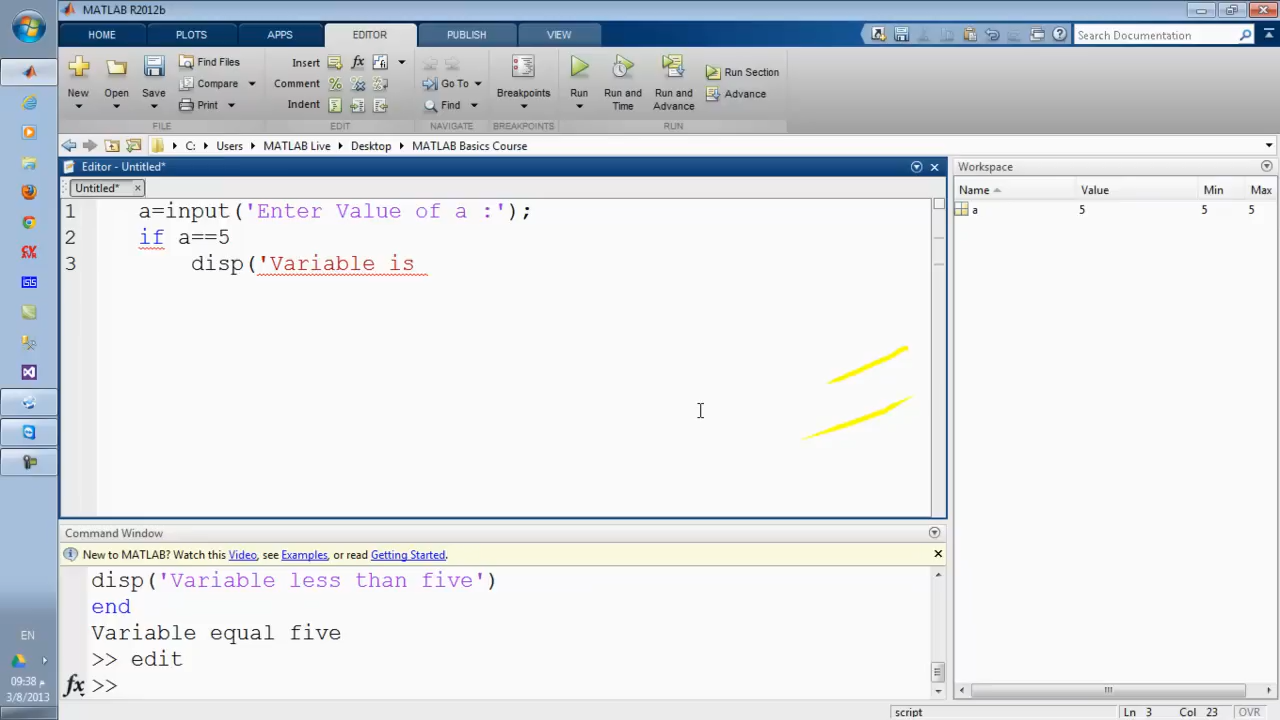 MATLAB R2012b
HOME PLOTS APPS EDITOR PUBLISH VIEW
Search Documentation
New Open Save
Find Files
Compare
Print
FILE
Insert
Comment
Indent
EDIT
Go To
Find
NAVIGATE
Breakpoints
BREAKPOINTS
Run
Run and Time
Run and Advance
Run Section
Advance
RUN
C: Users MATLAB Live Desktop MATLAB Basics Course
Editor - Untitled*
Untitled*
1 a=input('Enter Value of a :');
2 if a==5
3 disp('Variable is
Workspace
Name Value Min Max
a 5 5 5
Command Window
New to MATLAB? Watch this Video, see Examples, or read Getting Started.
disp('Variable less than five')
end
Variable equal five
>> edit
fx >>
script
Ln 3 Col 23 OVR
EN
09:38 م
3/8/2013